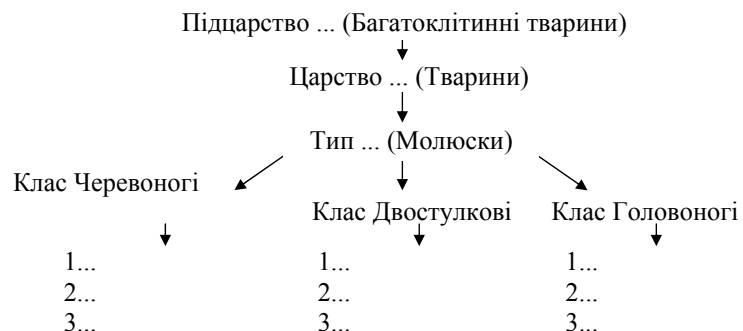 Підцарство ... (Багатоклітинні тварини)
Царство ... (Тварини)
Тип ... (Молюски)
Клас Черевоногі
Клас Двостулкові Клас Головоногі
1... 1... 1...
2... 2... 2...
3... 3... 3...